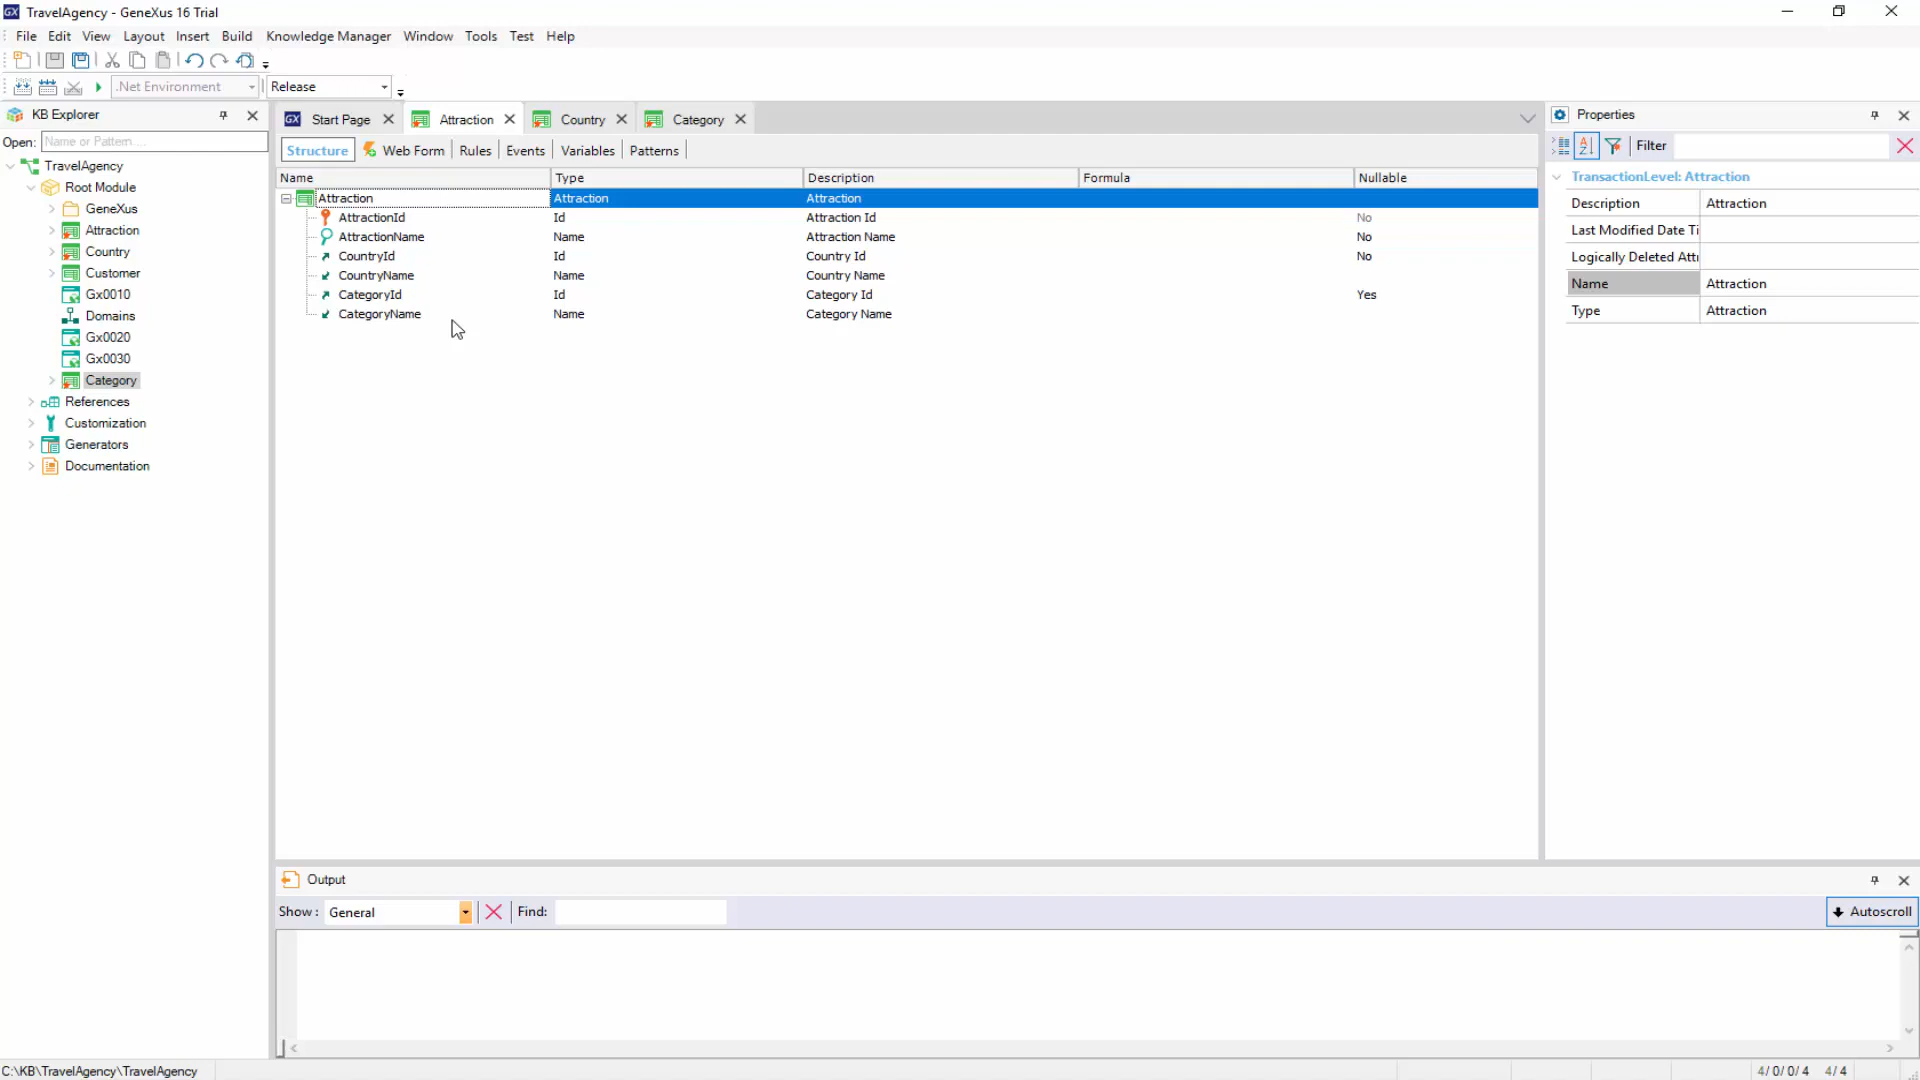 TravelAgency - GeneXus 16 Trial
File Edit View Layout Insert Build Knowledge Manager Window Tools Test Help
.Net Environment Release
KB Explorer
Open: Name or Pattern ...
TravelAgency
Root Module
GeneXus
Attraction
Country
Customer
Gx0010
Domains
Gx0020
Gx0030
Category
References
Customization
Generators
Documentation
Start Page Attraction Country Category
Structure Web Form Rules Events Variables Patterns
Name Type Description Formula Nullable
Attraction Attraction Attraction
AttractionId Id Attraction Id No
AttractionName Name Attraction Name No
CountryId Id Country Id No
CountryName Name Country Name
CategoryId Id Category Id Yes
CategoryName Name Category Name
Properties
Filter
TransactionLevel: Attraction
Description Attraction
Last Modified Date Ti
Logically Deleted Attri
Name Attraction
Type Attraction
Output
Show : General Find: Autoscroll
C:\KB\TravelAgency\TravelAgency 4/ 0/ 0/ 4 4/ 4